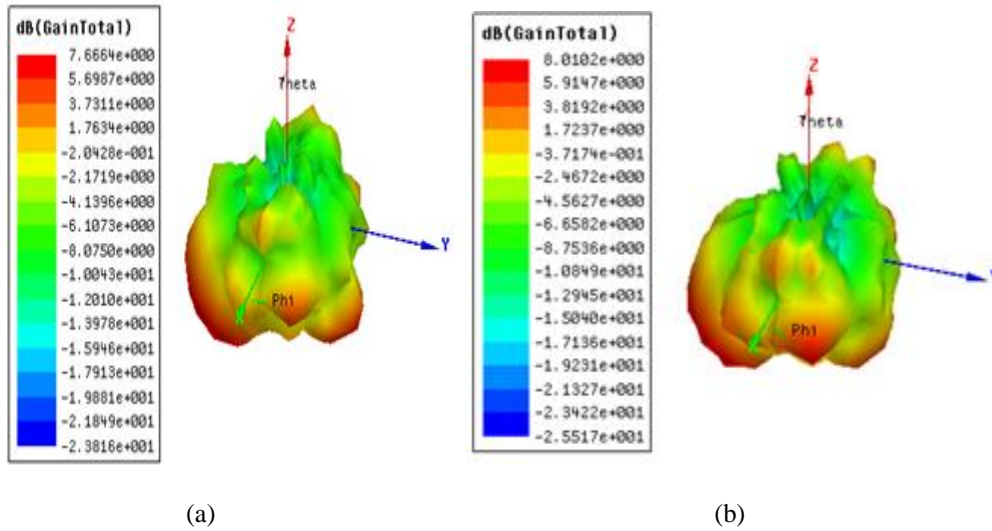 dB(GainTotal)
7.6664e+000
5.6987e+000
3.7311e+000
1.7634e+000
-2.0428e-001
-2.1719e+000
-4.1396e+000
-6.1073e+000
-8.0750e+000
-1.0043e+001
-1.2010e+001
-1.3978e+001
-1.5946e+001
-1.7913e+001
-1.9881e+001
-2.1849e+001
-2.3816e+001
Z
Theta
Y
Phi
(a)
dB(GainTotal)
8.0102e+000
5.9147e+000
3.8192e+000
1.7237e+000
-3.7174e-001
-2.4672e+000
-4.5627e+000
-6.6582e+000
-8.7536e+000
-1.0849e+001
-1.2945e+001
-1.5040e+001
-1.7136e+001
-1.9231e+001
-2.1327e+001
-2.3422e+001
-2.5517e+001
Z
Theta
Phi
(b)